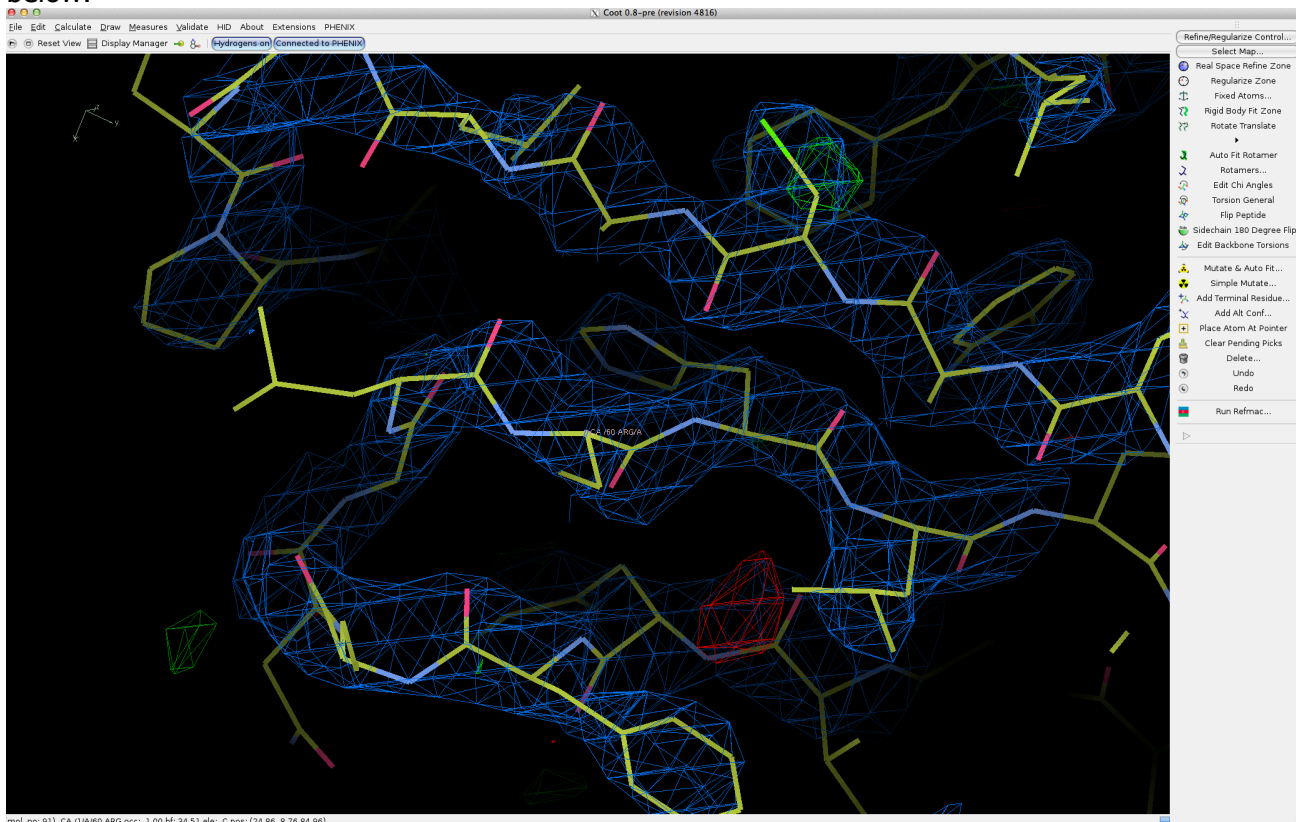 below.
Coot 0.8-pre (revision 4816)
File Edit Calculate Draw Measures Validate HID About Extensions PHENIX
Reset View Display Manager Hydrogens on Connected to PHENIX
Refine/Regularize Control...
Select Map...
Real Space Refine Zone
Regularize Zone
Fixed Atoms...
Rigid Body Fit Zone
Rotate Translate
Auto Fit Rotamer
Rotamers...
Edit Chi Angles
Torsion General
Flip Peptide
Sidechain 180 Degree Flip
Edit Backbone Torsions
Mutate & Auto Fit...
Simple Mutate...
Add Terminal Residue...
Add Alt Conf...
Place Atom At Pointer
Clear Pending Picks
Delete...
Undo
Redo
Run Refmac...
CA /60 ARG/A